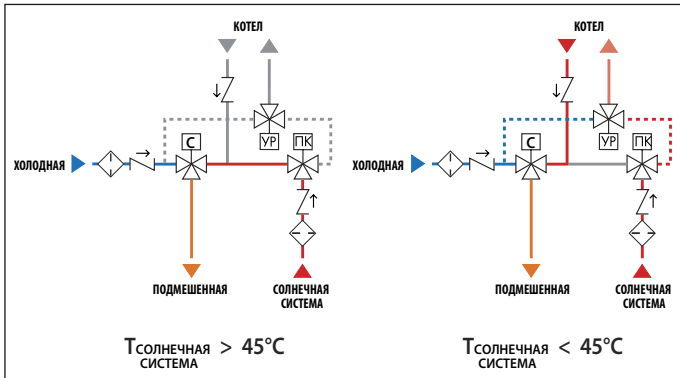 КОТЕЛ
КОТЕЛ
С
УР
ПК
С
УР
ПК
ХОЛОДНАЯ
ХОЛОДНАЯ
ПОДМЕШЕННАЯ
СОЛНЕЧНАЯ
СИСТЕМА
ПОДМЕШЕННАЯ
СОЛНЕЧНАЯ
СИСТЕМА
TСОЛНЕЧНАЯ > 45°C
СИСТЕМА
TСОЛНЕЧНАЯ < 45°C
СИСТЕМА